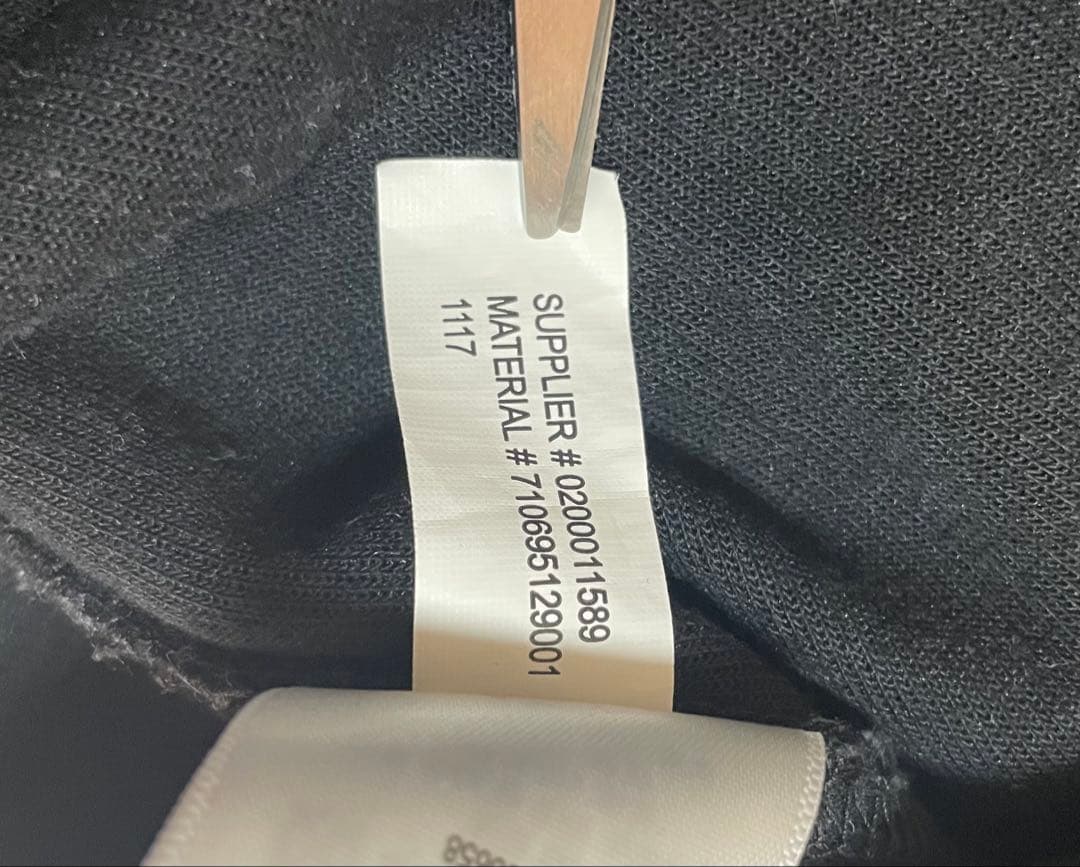 SUPPLIER # 0200011589
MATERIAL # 710695129001
1117